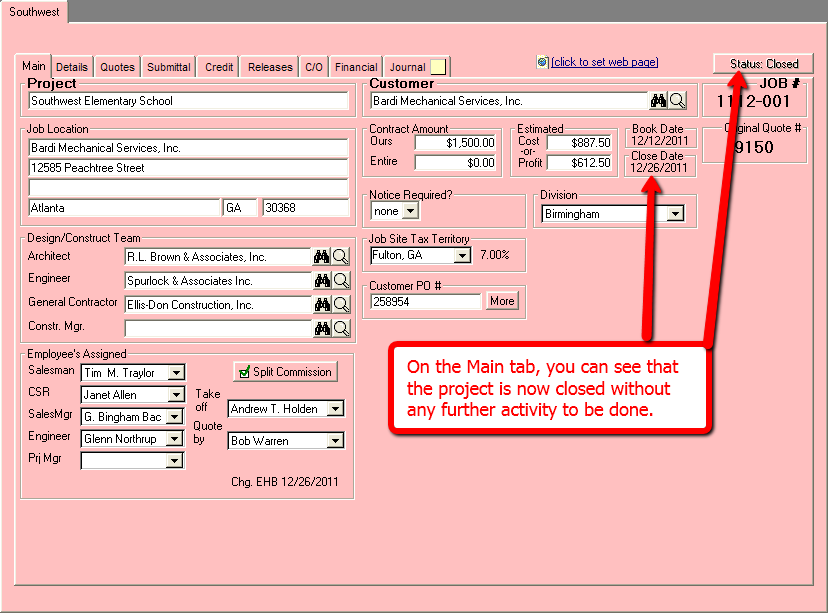 Southwest
Main Details Quotes Submittal Credit Releases C/O Financial Journal
[click to set web page]
Status: Closed
Project
Southwest Elementary School
Customer
Bardi Mechanical Services, Inc.
JOB #
1112-001
Job Location
Bardi Mechanical Services, Inc.
12585 Peachtree Street
Atlanta GA 30368
Contract Amount
Ours $1,500.00
Entire $0.00
Estimated
Cost $887.50
-or-
Profit $612.50
Book Date
12/12/2011
Close Date
12/26/2011
Original Quote #
9150
Notice Required?
none
Division
Birmingham
Design/Construct Team
Architect R.L. Brown & Associates, Inc.
Engineer Spurlock & Associates Inc.
General Contractor Ellis-Don Construction, Inc.
Constr. Mgr.
Job Site Tax Territory
Fulton, GA 7.00%
Customer PO #
258954 More
Employee's Assigned
Salesman Tim M. Traylor
CSR Janet Allen
SalesMgr G. Bingham Bac
Engineer Glenn Northrup
Prj Mgr
Split Commission
Take
off Andrew T. Holden
Quote
by Bob Warren
Chg. EHB 12/26/2011
On the Main tab, you can see that
the project is now closed without
any further activity to be done.